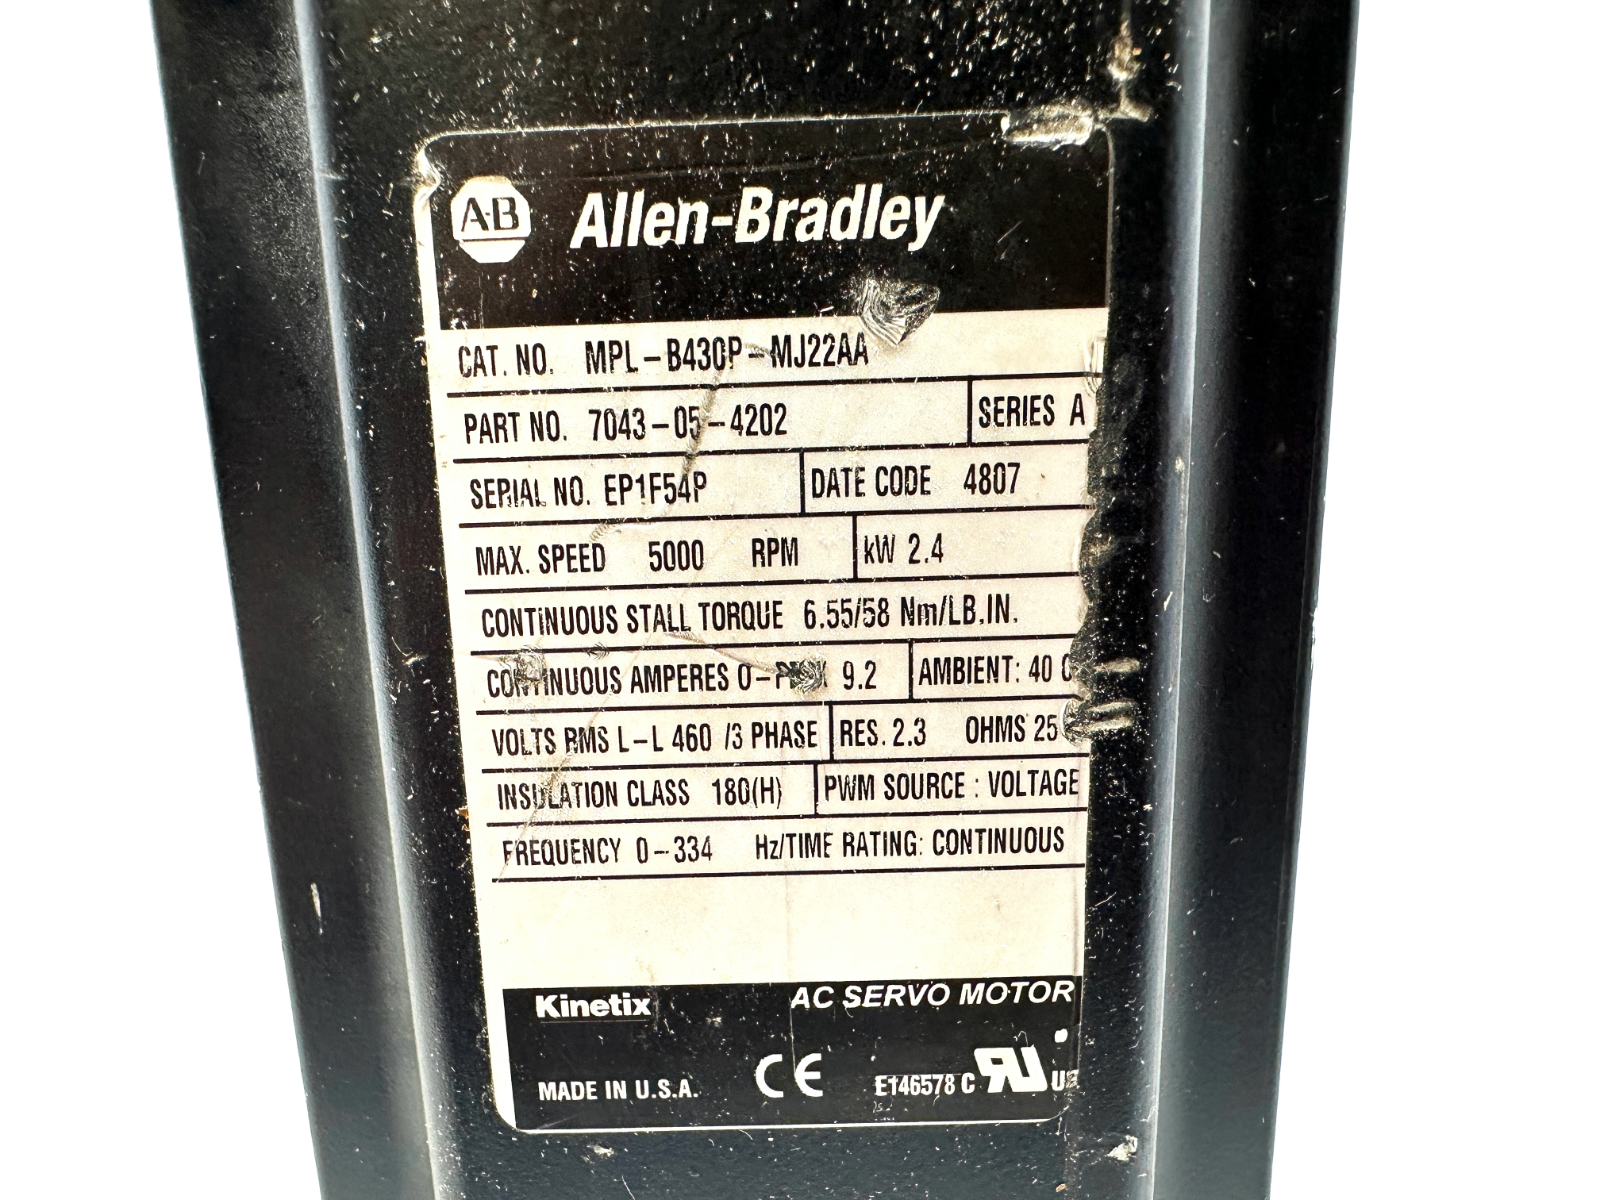 A·B Allen-Bradley
CAT. NO. MPL-B430P-MJ22AA
PART NO. 7043-05-4202 SERIES A
SERIAL NO. EP1F54P DATE CODE 4807
MAX. SPEED 5000 RPM kW 2.4
CONTINUOUS STALL TORQUE 6.55/58 Nm/LB.IN.
CONTINUOUS AMPERES 0-PEAK 9.2 AMBIENT: 40 C
VOLTS RMS L-L 460 /3 PHASE RES. 2.3 OHMS 25
INSULATION CLASS 180(H) PWM SOURCE : VOLTAGE
FREQUENCY 0-334 Hz/TIME RATING: CONTINUOUS
Kinetix AC SERVO MOTOR
MADE IN U.S.A. CE E146578 C RU US